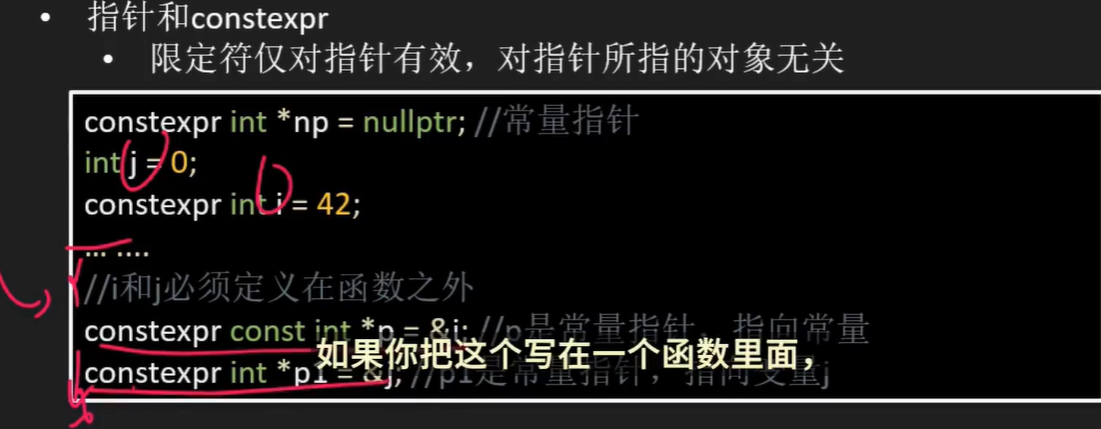 • 指针和constexpr
• 限定符仅对指针有效，对指针所指的对象无关
constexpr int *np = nullptr; //常量指针
int j = 0;
constexpr int i = 42;
... ....
//i和j必须定义在函数之外
constexpr const int *p = &i; //p是常量指针，指向常量
如果你把这个写在一个函数里面，
constexpr int *p1 = &j; //p1是常量指针，指向变量j